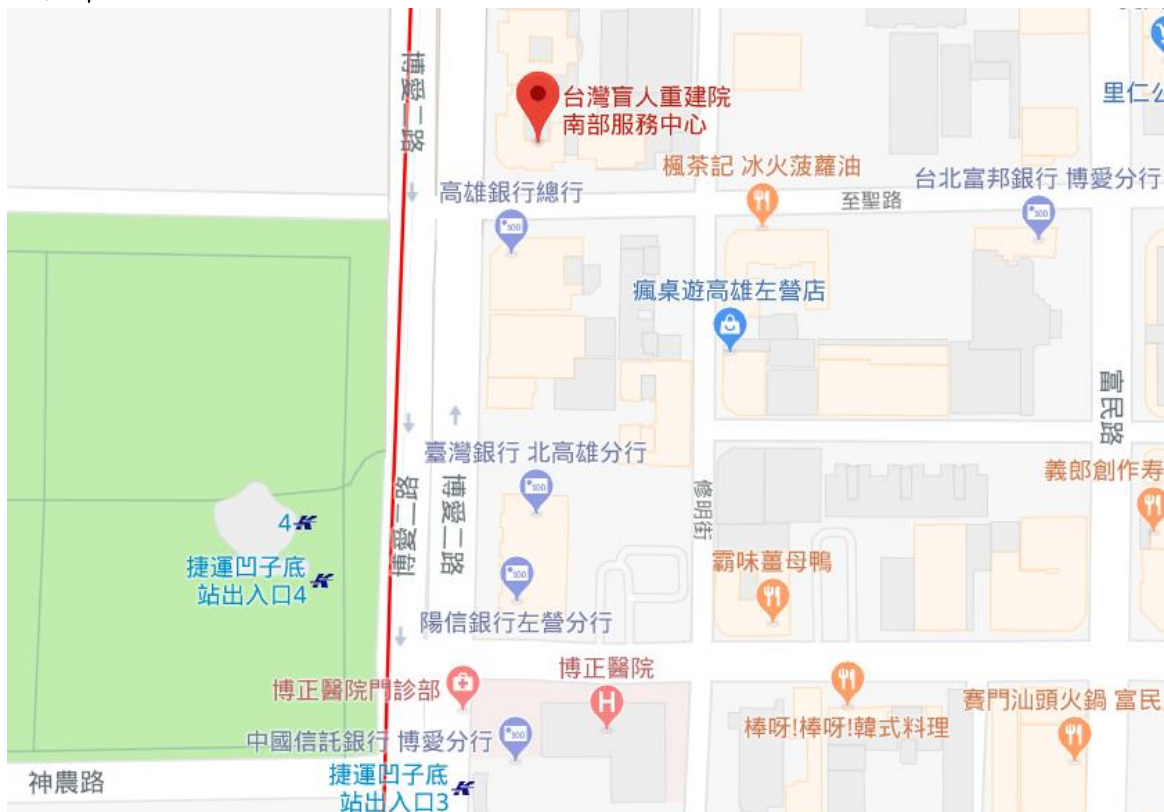 博愛二路
台灣盲人重建院
南部服務中心
里仁公
楓茶記 冰火菠蘿油
台北富邦銀行 博愛分行
高雄銀行總行
至聖路
瘋桌遊高雄左營店
富民路
臺灣銀行 北高雄分行
義郎創作寿
博愛二路
博愛二路
修明街
4
捷運凹子底
站出入口4
霸味薑母鴨
陽信銀行左營分行
博正醫院
博正醫院門診部
賽門汕頭火鍋 富民
棒呀!棒呀!韓式料理
中國信託銀行 博愛分行
神農路
捷運凹子底
站出入口3